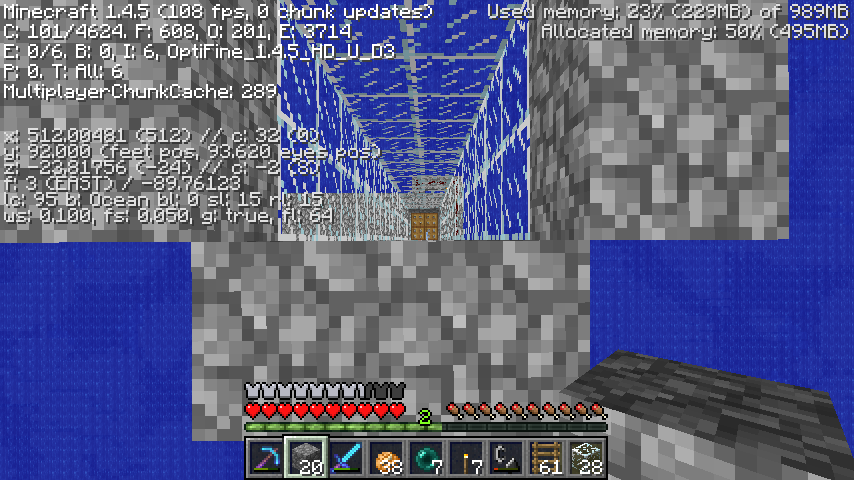 Minecraft 1.4.5 (108 fps, 0 chunk updates)
Used memory: 23% (229MB) of 989MB
C: 101/4624, F: 608, O: 201, E: 3714
Allocated memory: 50% (495MB)
E: 0/6, B: 0, I: 6, OptiFine_1.4.5_HD_U_D3
P: 0, T: All: 6
MultiplayerChunkCache: 289
x: 512.00481 (512) // c: 32 (0)
y: 92.000 (feet pos, 93.620 eyes pos)
z: -23.81756 (-24) // c: -2 (8)
f: 3 (EAST) / -89.76123
lc: 95 b: Ocean bl: 0 sl: 15 rl: 15
ws: 0.100, fs: 0.050, g: true, fl: 64
2
20
38
7
7
61
28